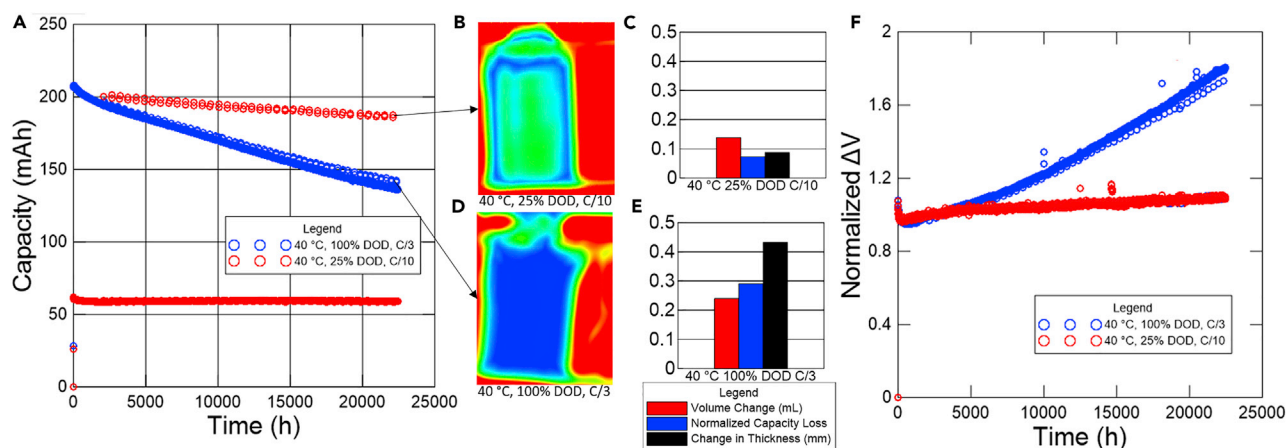 A
Capacity (mAh)
250
200
150
100
50
0
0 5000 10000 15000 20000 25000
Time (h)
Legend
40 °C, 100% DOD, C/3
40 °C, 25% DOD, C/10
B
40 °C, 25% DOD, C/10
D
40 °C, 100% DOD, C/3
C
0.5
0.4
0.3
0.2
0.1
0
40 °C 25% DOD C/10
E
0.5
0.4
0.3
0.2
0.1
0
40 °C 100% DOD C/3
Legend
Volume Change (mL)
Normalized Capacity Loss
Change in Thickness (mm)
F
Normalized ΔV
2
1.6
1.2
0.8
0.4
0
0 5000 10000 15000 20000 25000
Time (h)
Legend
40 °C, 100% DOD, C/3
40 °C, 25% DOD, C/10